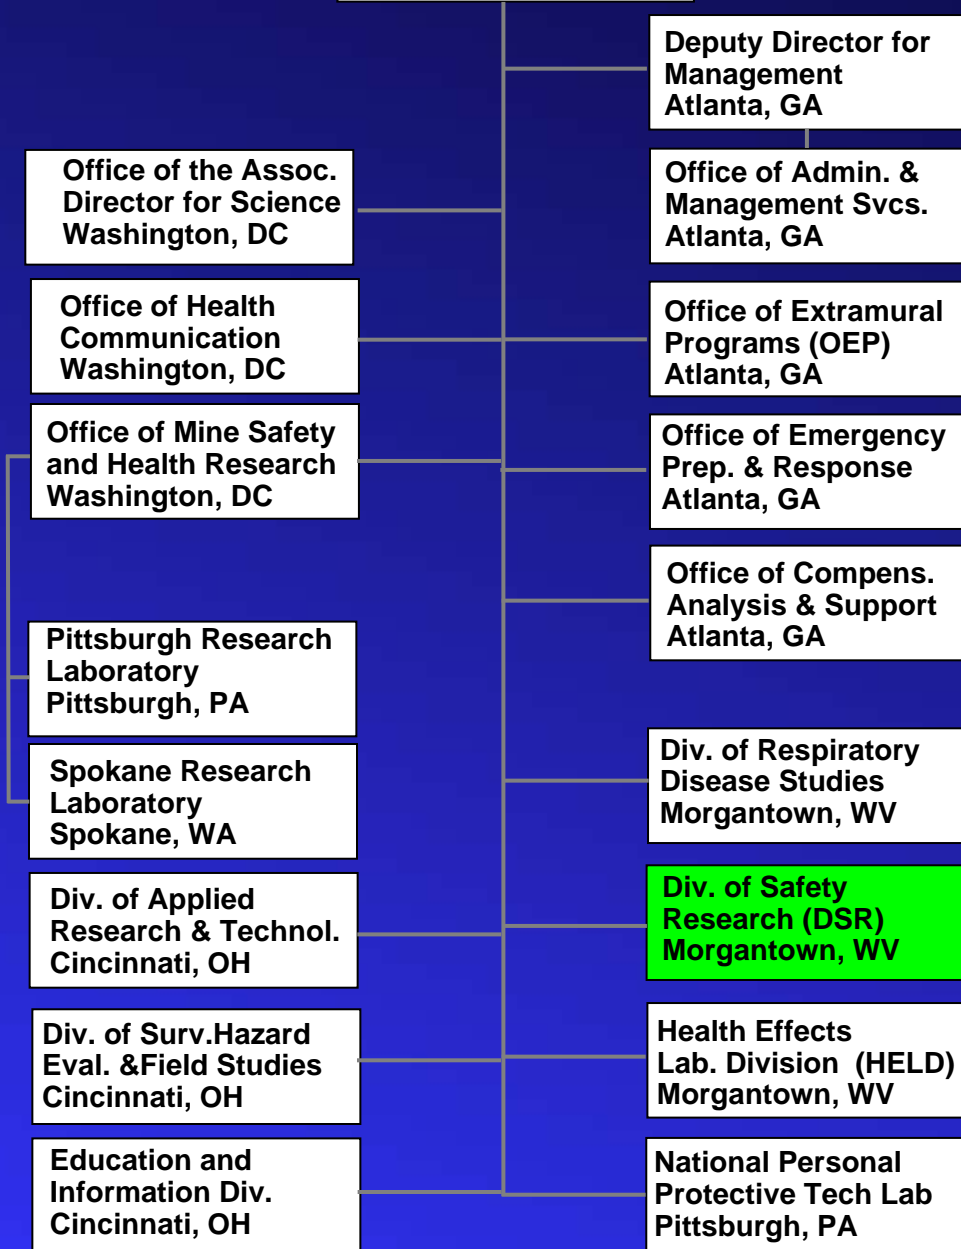 Deputy Director for
Management
Atlanta, GA
Office of the Assoc.
Director for Science
Washington, DC
Office of Admin. &
Management Svcs.
Atlanta, GA
Office of Health
Communication
Washington, DC
Office of Extramural
Programs (OEP)
Atlanta, GA
Office of Mine Safety
and Health Research
Washington, DC
Office of Emergency
Prep. & Response
Atlanta, GA
Office of Compens.
Analysis & Support
Atlanta, GA
Pittsburgh Research
Laboratory
Pittsburgh, PA
Spokane Research
Laboratory
Spokane, WA
Div. of Respiratory
Disease Studies
Morgantown, WV
Div. of Applied
Research & Technol.
Cincinnati, OH
Div. of Safety
Research (DSR)
Morgantown, WV
Div. of Surv.Hazard
Eval. &Field Studies
Cincinnati, OH
Health Effects
Lab. Division (HELD)
Morgantown, WV
Education and
Information Div.
Cincinnati, OH
National Personal
Protective Tech Lab
Pittsburgh, PA